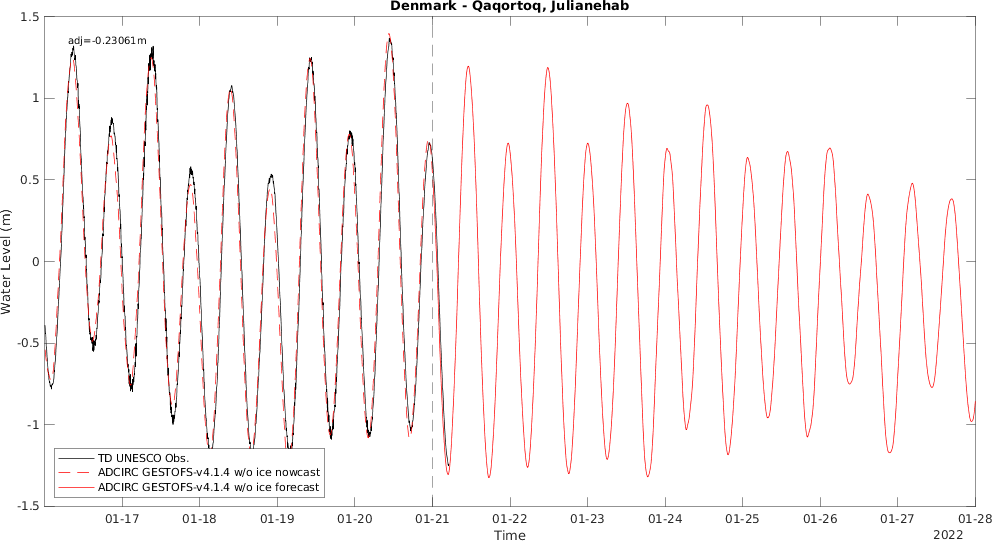 Denmark - Qaqortoq, Julianehab
adj=-0.23061m
Water Level (m)
1.5
1
0.5
0
-0.5
-1
-1.5
TD UNESCO Obs.
ADCIRC GESTOFS-v4.1.4 w/o ice nowcast
ADCIRC GESTOFS-v4.1.4 w/o ice forecast
01-17 01-18 01-19 01-20 01-21 01-22 01-23 01-24 01-25 01-26 01-27 01-28
Time
2022